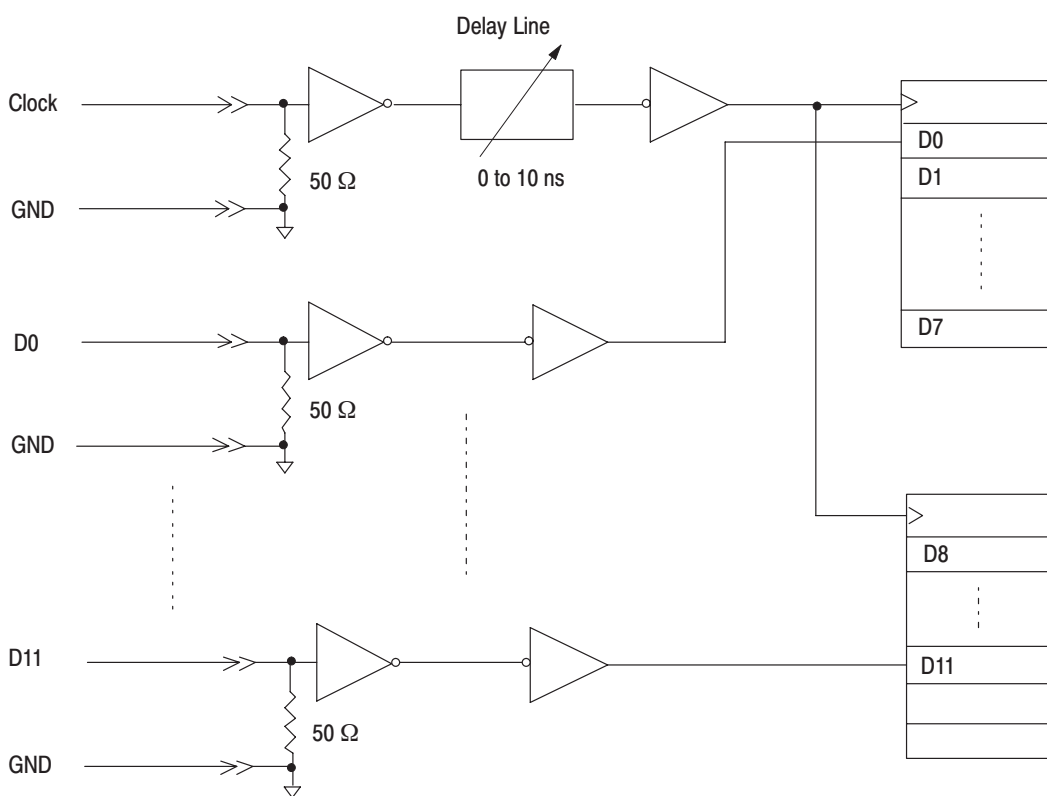 Delay Line
Clock
D0
D1
50 Ω
0 to 10 ns
GND
D7
D0
50 Ω
GND
D8
D11
D11
50 Ω
GND